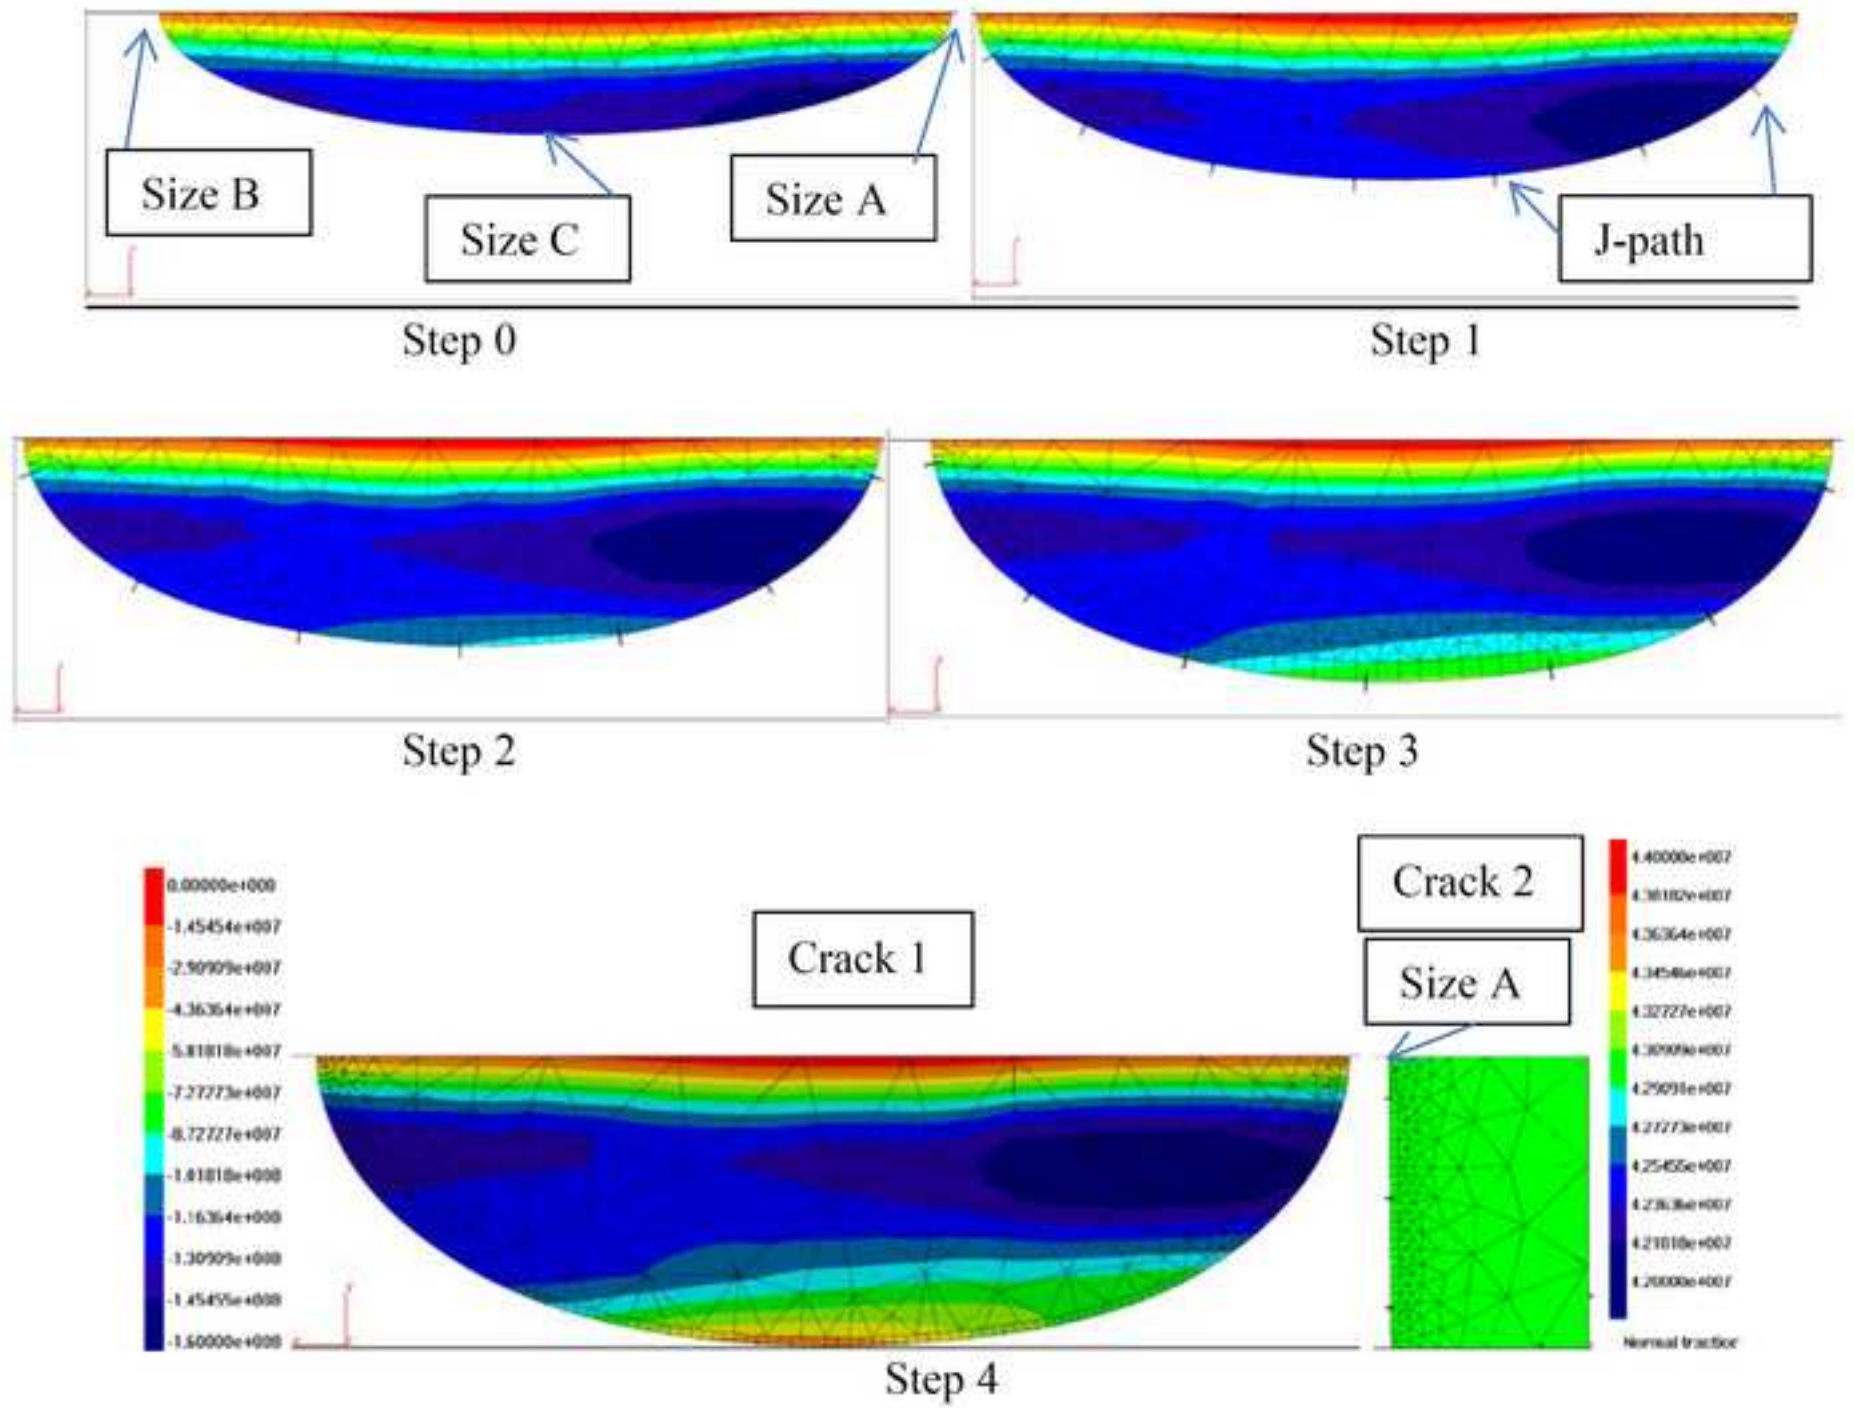 Size B
Size C
Size A
J-path
Step 0
Step 1
Step 2
Step 3
Crack 1
Crack 2
Size A
0.00000e+000
-1.45454e+007
-2.90909e+007
-4.36364e+007
-5.81818e+007
-7.27273e+007
-8.72727e+007
-1.01818e+008
-1.16364e+008
-1.30909e+008
-1.45455e+008
-1.60000e+008
4.40000e+007
4.38182e+007
4.36364e+007
4.34546e+007
4.32727e+007
4.30909e+007
4.29091e+007
4.27273e+007
4.25455e+007
4.23636e+007
4.21818e+007
4.20000e+007
Normal traction
Step 4